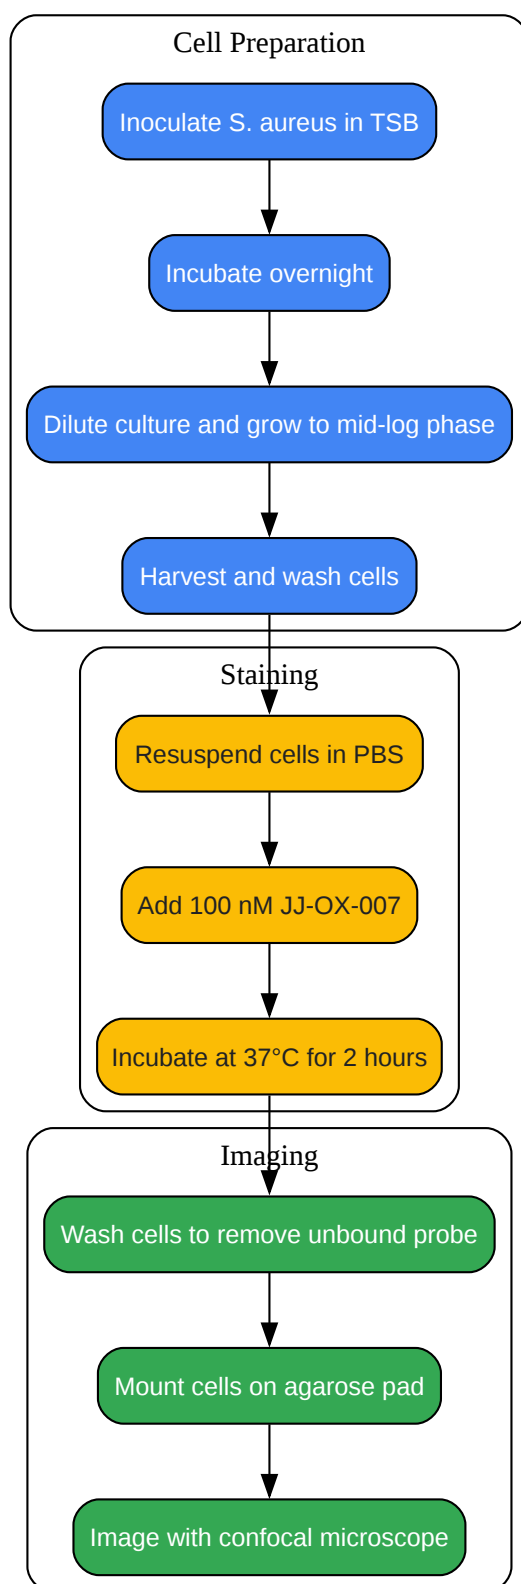 Cell Preparation
Inoculate S. aureus in TSB
Incubate overnight
Dilute culture and grow to mid-log phase
Harvest and wash cells
Staining
Resuspend cells in PBS
Add 100 nM JJ-OX-007
Incubate at 37°C for 2 hours
Imaging
Wash cells to remove unbound probe
Mount cells on agarose pad
Image with confocal microscope